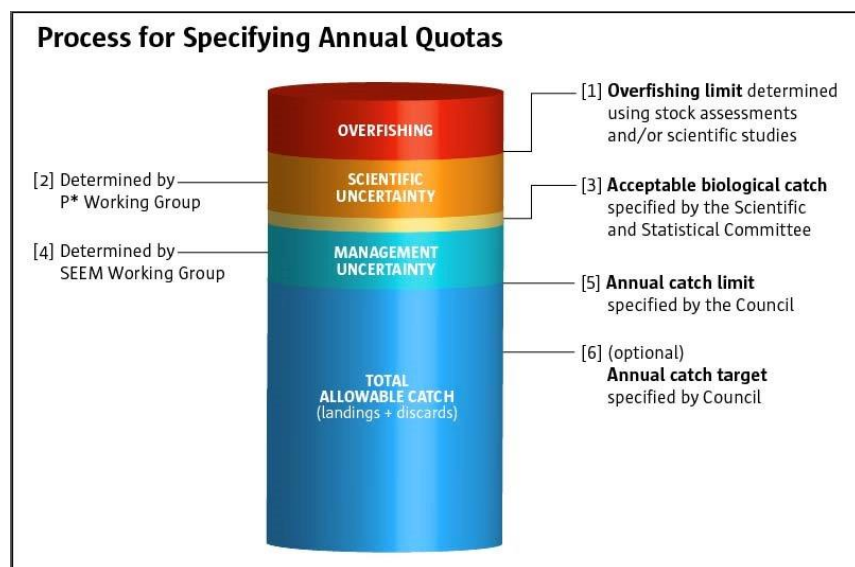 Process for Specifying Annual Quotas
OVERFISHING
[1] Overfishing limit determined
using stock assessments
and/or scientific studies
[2] Determined by
P* Working Group
SCIENTIFIC
UNCERTAINTY
[3] Acceptable biological catch
specified by the Scientific
and Statistical Committee
[4] Determined by
SEEM Working Group
MANAGEMENT
UNCERTAINTY
[5] Annual catch limit
specified by the Council
[6] (optional)
Annual catch target
specified by Council
TOTAL
ALLOWABLE CATCH
(landings + discards)